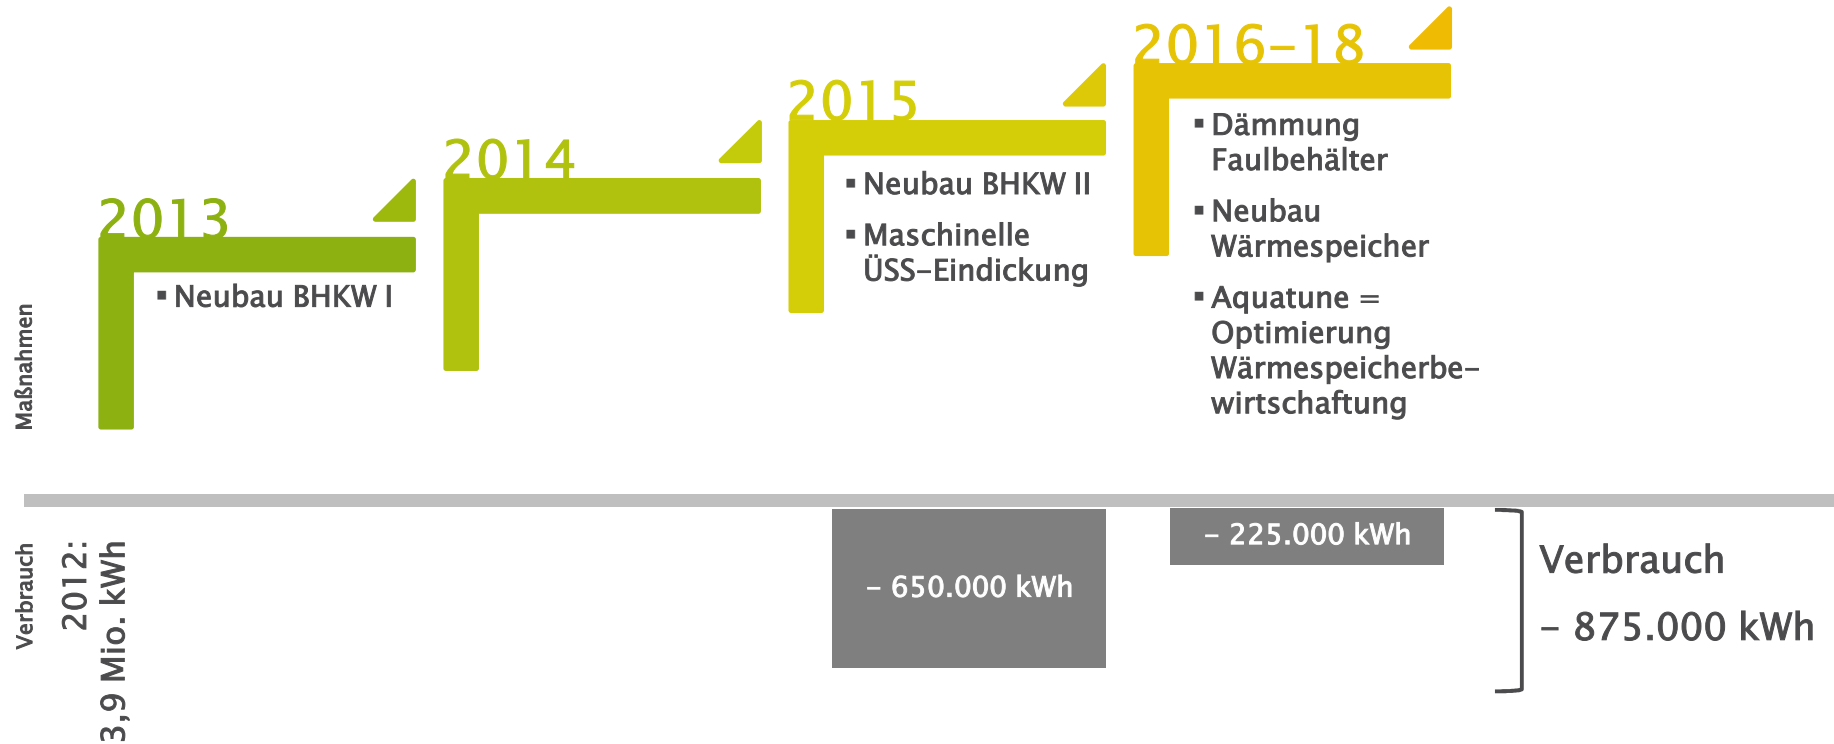 2013
▪ Neubau BHKW I
2014
2015
▪ Neubau BHKW II
▪ Maschinelle
ÜSS-Eindickung
2016-18
▪ Dämmung
Faulbehälter
▪ Neubau
Wärmespeicher
▪ Aquatune =
Optimierung
Wärmespeicherbe-
wirtschaftung
Maßnahmen
Verbrauch
2012:
3,9 Mio. kWh
- 650.000 kWh
- 225.000 kWh
Verbrauch
- 875.000 kWh